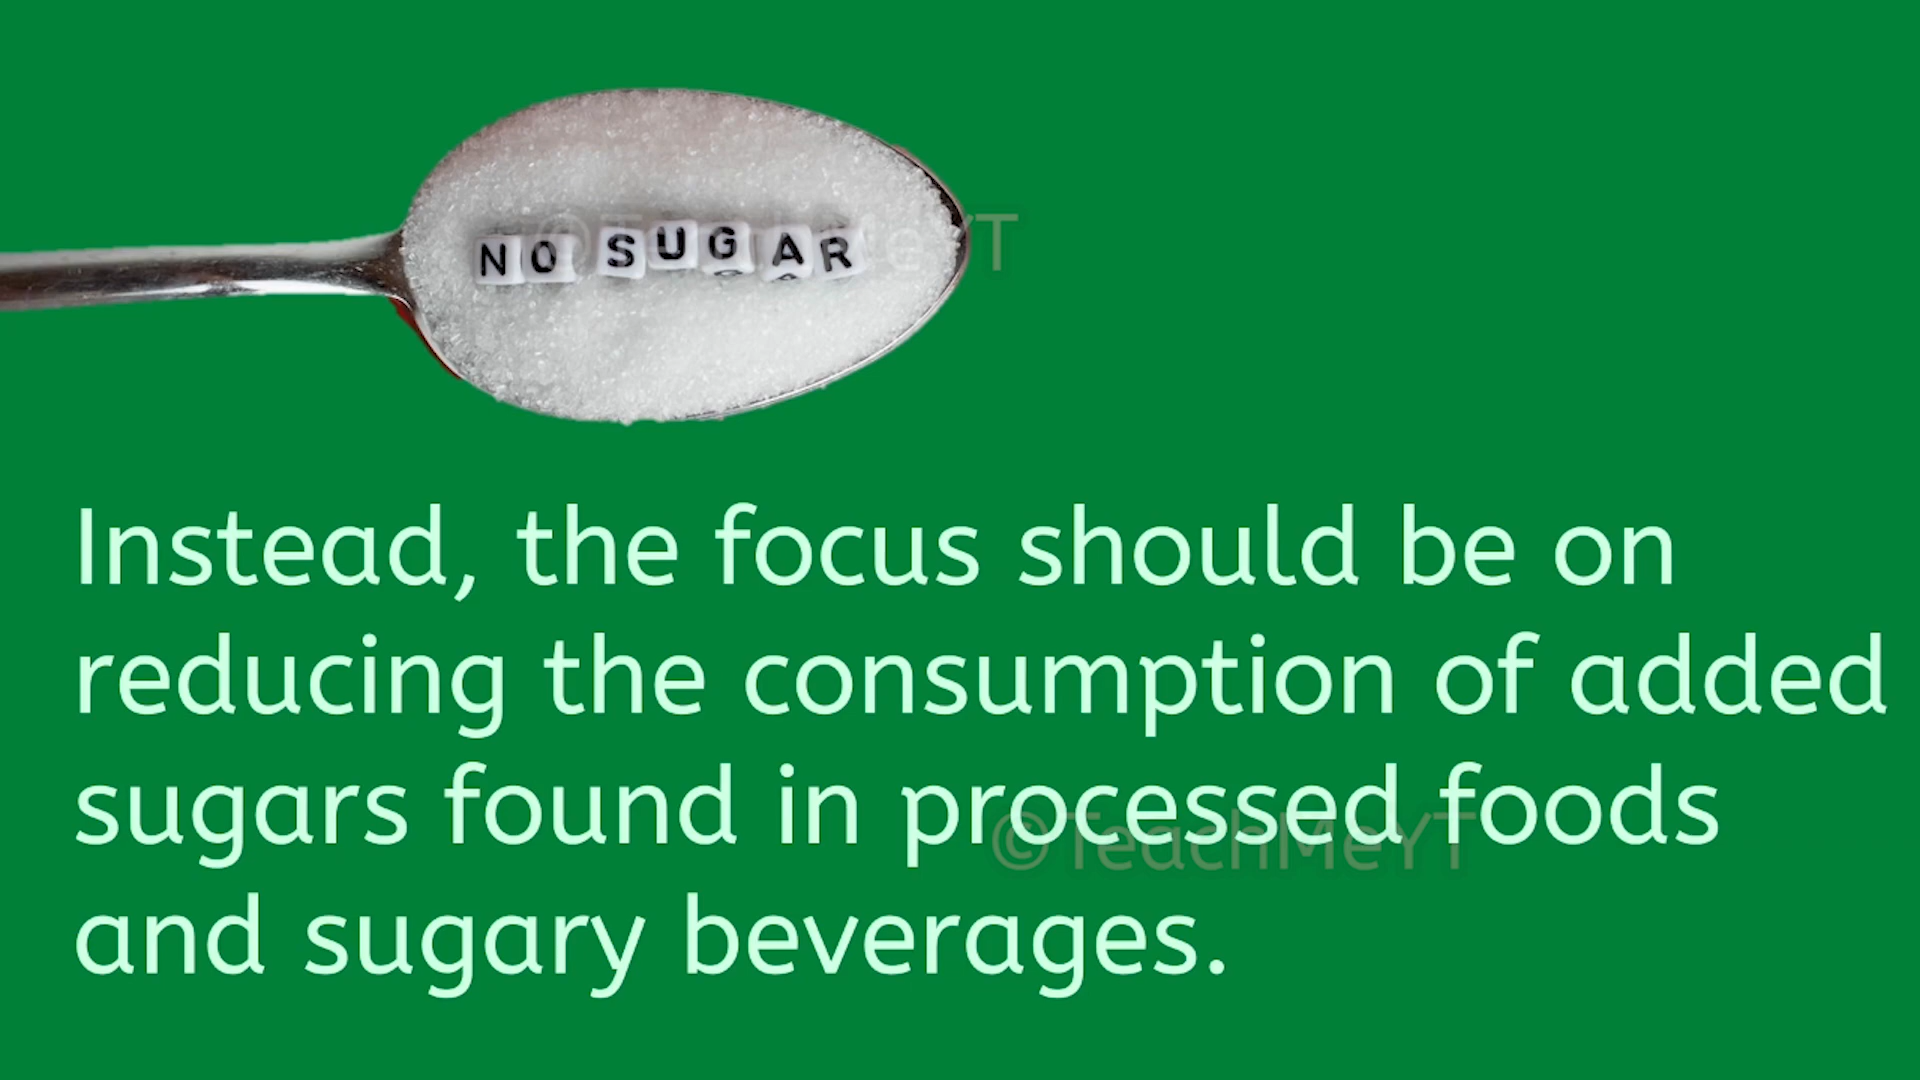 ©TeachMeYT
NO SUGAR
Instead, the focus should be on
reducing the consumption of added
sugars found in processed foods
©TeachMeYT
and sugary beverages.